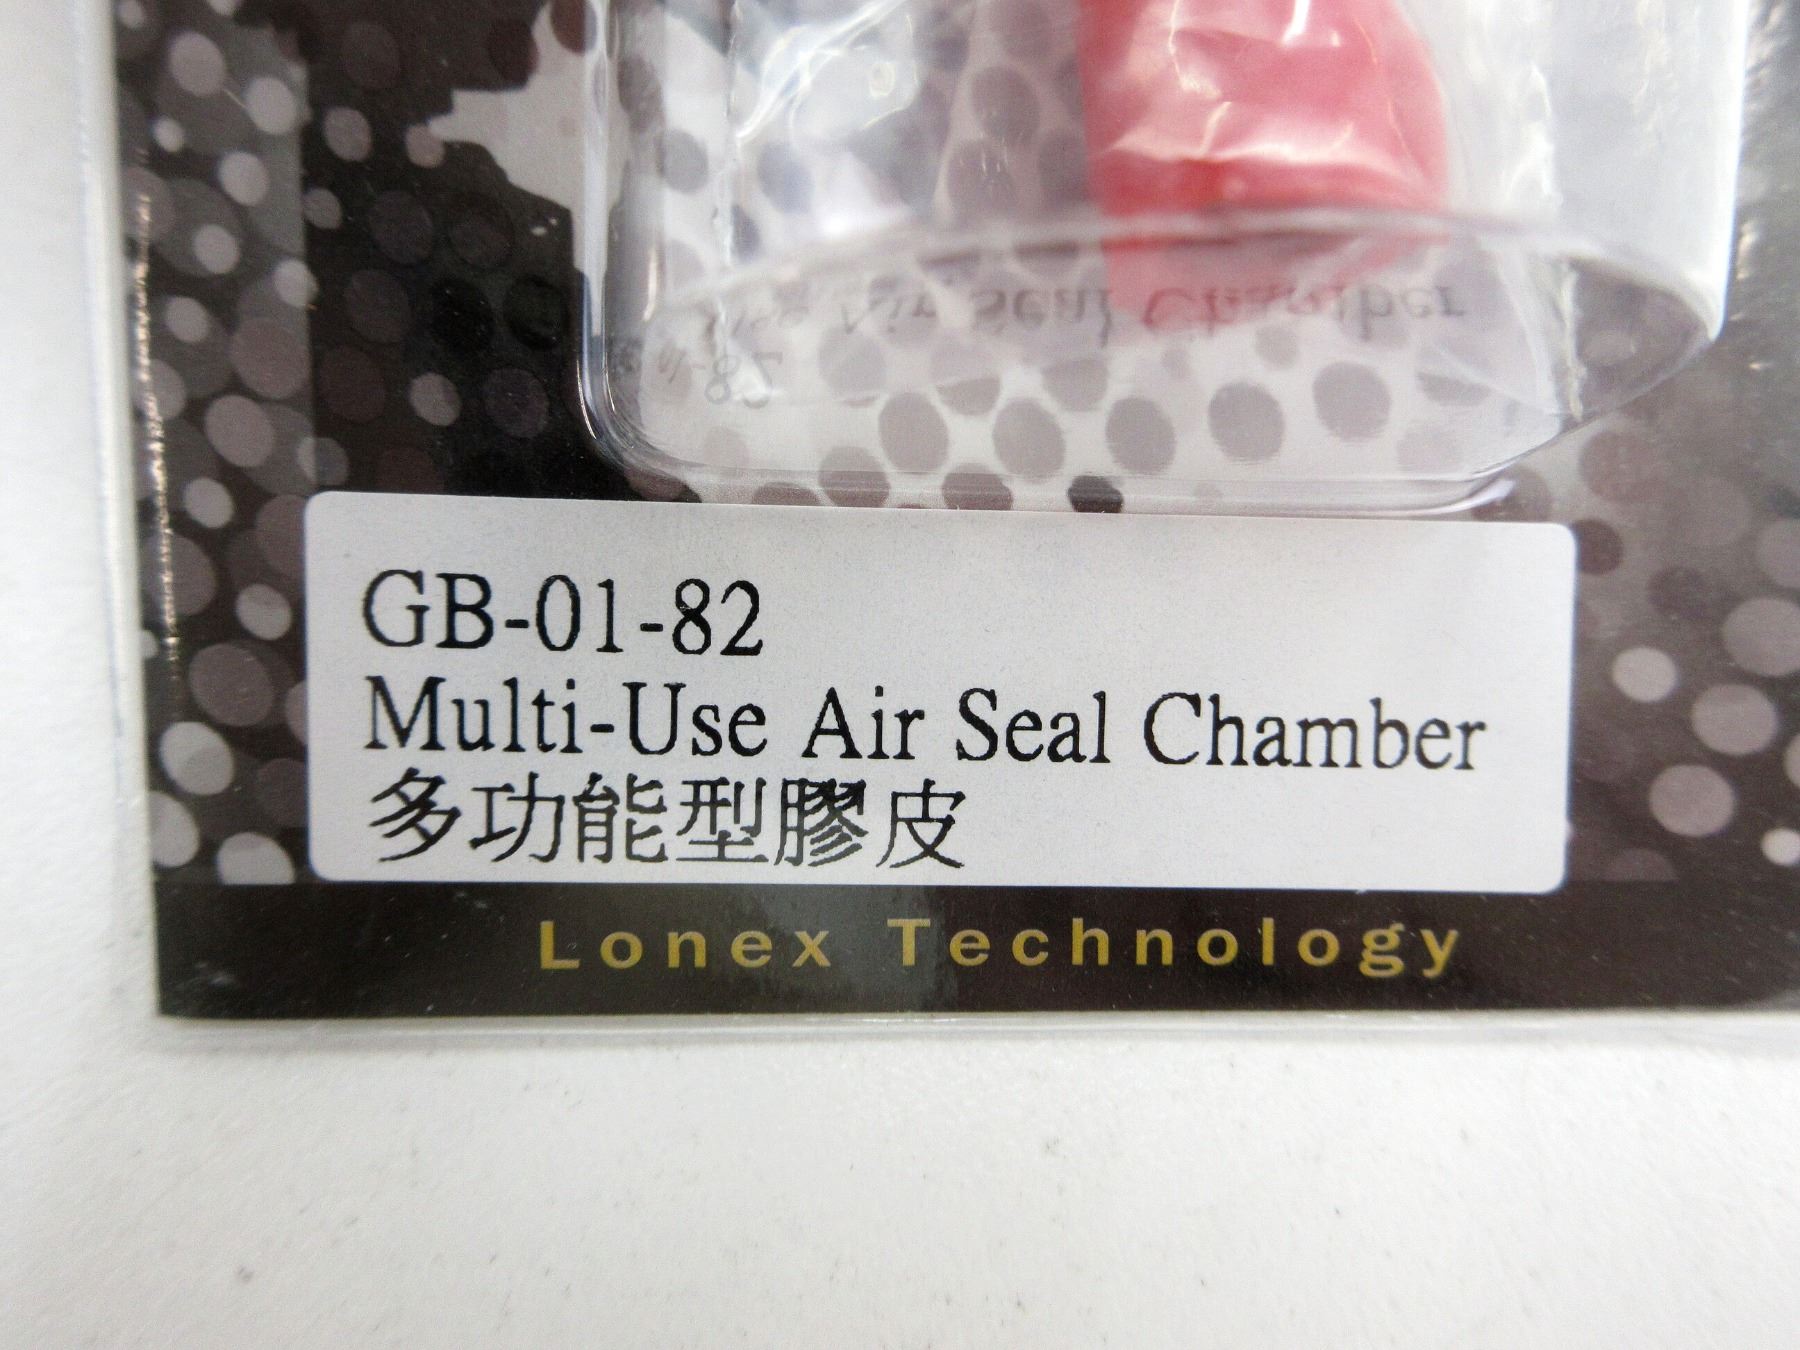 GB-01-82
Multi-Use Air Seal Chamber
多功能型膠皮
Lonex Technology